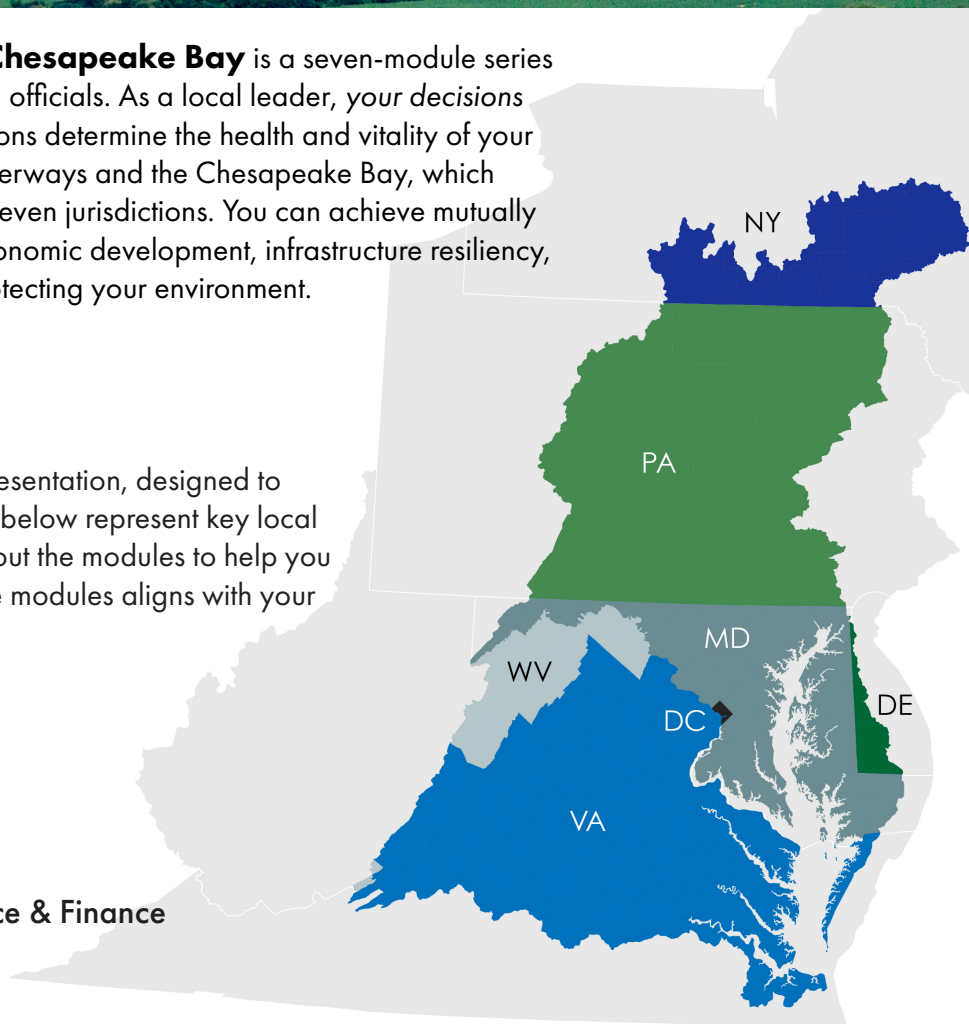 Chesapeake Bay is a seven-module series
officials. As a local leader, your decisions
ons determine the health and vitality of your
erways and the Chesapeake Bay, which
even jurisdictions. You can achieve mutually
onomic development, infrastructure resiliency,
tecting your environment.
esentation, designed to
below represent key local
out the modules to help you
e modules aligns with your
ce & Finance
NY
PA
MD
WV
DE
DC
VA